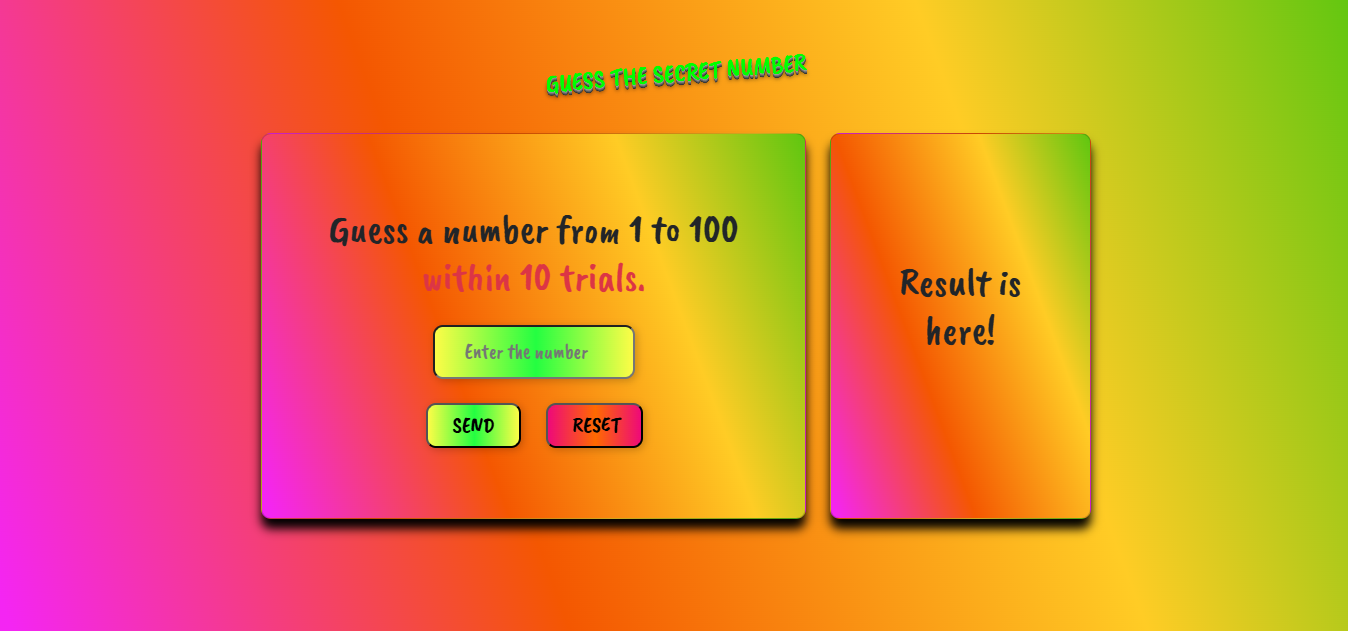 GUESS THE SECRET NUMBER
Guess a number from 1 to 100
within 10 trials.
Enter the number
SEND
RESET
Result is
here!